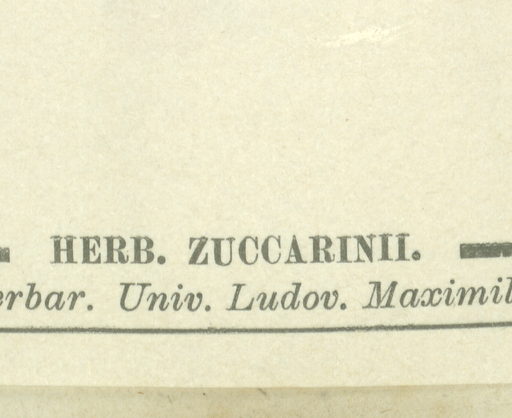 HERB. ZUCCARINII.
erbar. Univ. Ludov. Maximil